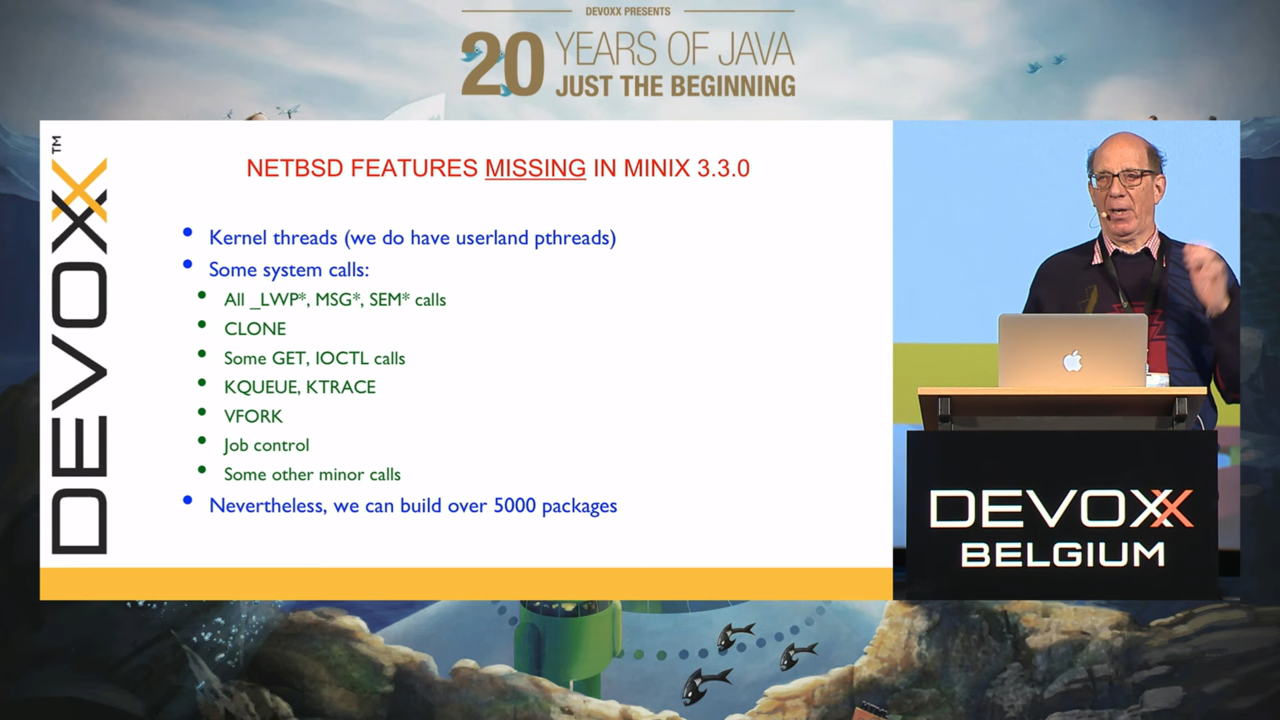 DEVOXX PRESENTS
20 YEARS OF JAVA
JUST THE BEGINNING
DEVOXX™
NETBSD FEATURES MISSING IN MINIX 3.3.0
• Kernel threads (we do have userland pthreads)
• Some system calls:
• All _LWP*, MSG*, SEM* calls
• CLONE
• Some GET, IOCTL calls
• KQUEUE, KTRACE
• VFORK
• Job control
• Some other minor calls
• Nevertheless, we can build over 5000 packages
DEVOXX
BELGIUM